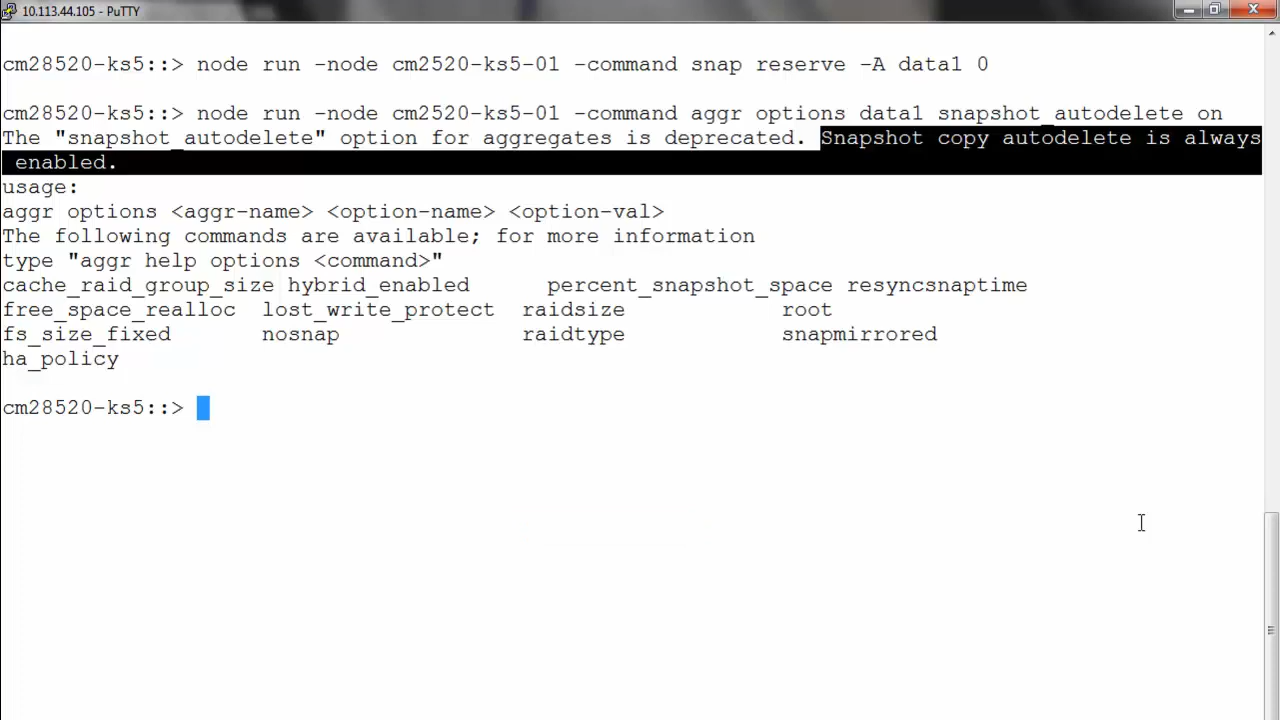 10.113.44.105 - PuTTY
cm28520-ks5::> node run -node cm2520-ks5-01 -command snap reserve -A data1 0
cm28520-ks5::> node run -node cm2520-ks5-01 -command aggr options data1 snapshot_autodelete on
The "snapshot_autodelete" option for aggregates is deprecated. Snapshot copy autodelete is always
 enabled.
usage:
aggr options <aggr-name> <option-name> <option-val>
The following commands are available; for more information
type "aggr help options <command>"
cache_raid_group_size hybrid_enabled      percent_snapshot_space resyncsnaptime
free_space_realloc  lost_write_protect  raidsize              root
fs_size_fixed       nosnap              raidtype            snapmirrored
ha_policy
cm28520-ks5::>